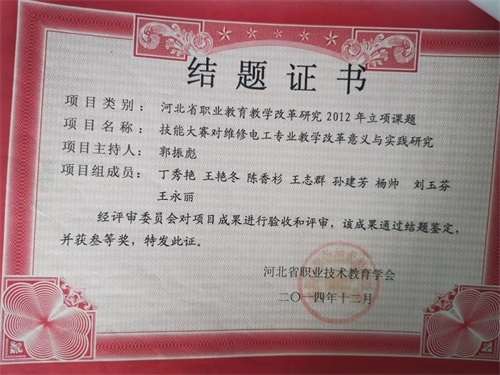 结题证书
项目类别：河北省职业教育教学改革研究2012年立项课题
项目名称：技能大赛对维修电工专业教学改革意义与实践研究
项目主持人：郭振彪
项目组成员：丁秀艳 王艳冬 陈香杉 王志群 孙建芳 杨帅 刘玉芬
王永丽
经评审委员会对项目成果进行验收和评审，该成果通过结题鉴定，
并获叁等奖，特发此证。
河北省职业技术教育学会
二〇一四年十二月